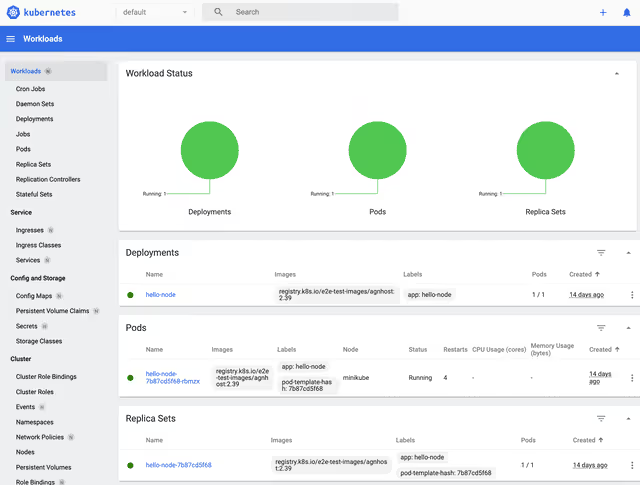 kubernetes
default
Search
Workloads
Workloads N
Cron Jobs
Daemon Sets
Deployments
Jobs
Pods
Replica Sets
Replication Controllers
Stateful Sets
Service
Ingresses N
Ingress Classes
Services N
Config and Storage
Config Maps N
Persistent Volume Claims N
Secrets N
Storage Classes
Cluster
Cluster Role Bindings
Cluster Roles
Events N
Namespaces
Network Policies N
Nodes
Persistent Volumes
Role Bindings N
Workload Status
Running: 1
Deployments
Running: 1
Pods
Running: 1
Replica Sets
Deployments
Name Images Labels Pods Created
hello-node
registry.k8s.io/e2e-test-images/agnhost:
2.39
app: hello-node
1 / 1
14 days ago
Pods
Name Images Labels Node Status Restarts CPU Usage (cores) Memory Usage
(bytes) Created
hello-node-
7b87cd5f68-rbmzx
registry.k8s.io/e2e
-test-images/agnh
ost:2.39
app: hello-node
pod-template-has
h: 7b87cd5f68
minikube
Running
4
-
-
14 days
ago
Replica Sets
Name Images Labels Pods Created
hello-node-7b87cd5f68
registry.k8s.io/e2e-test-images/agnhos
t:2.39
app: hello-node
pod-template-hash: 7b87cd5f68
1 / 1
14 days ago